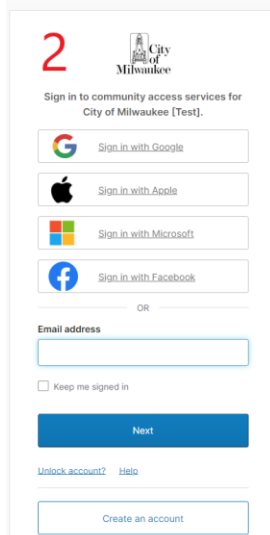 2
City
of
Milwaukee
Sign in to community access services for
City of Milwaukee [Test].
Sign in with Google
Sign in with Apple
Sign in with Microsoft
Sign in with Facebook
OR
Email address
Keep me signed in
Next
Unlock account? Help
Create an account